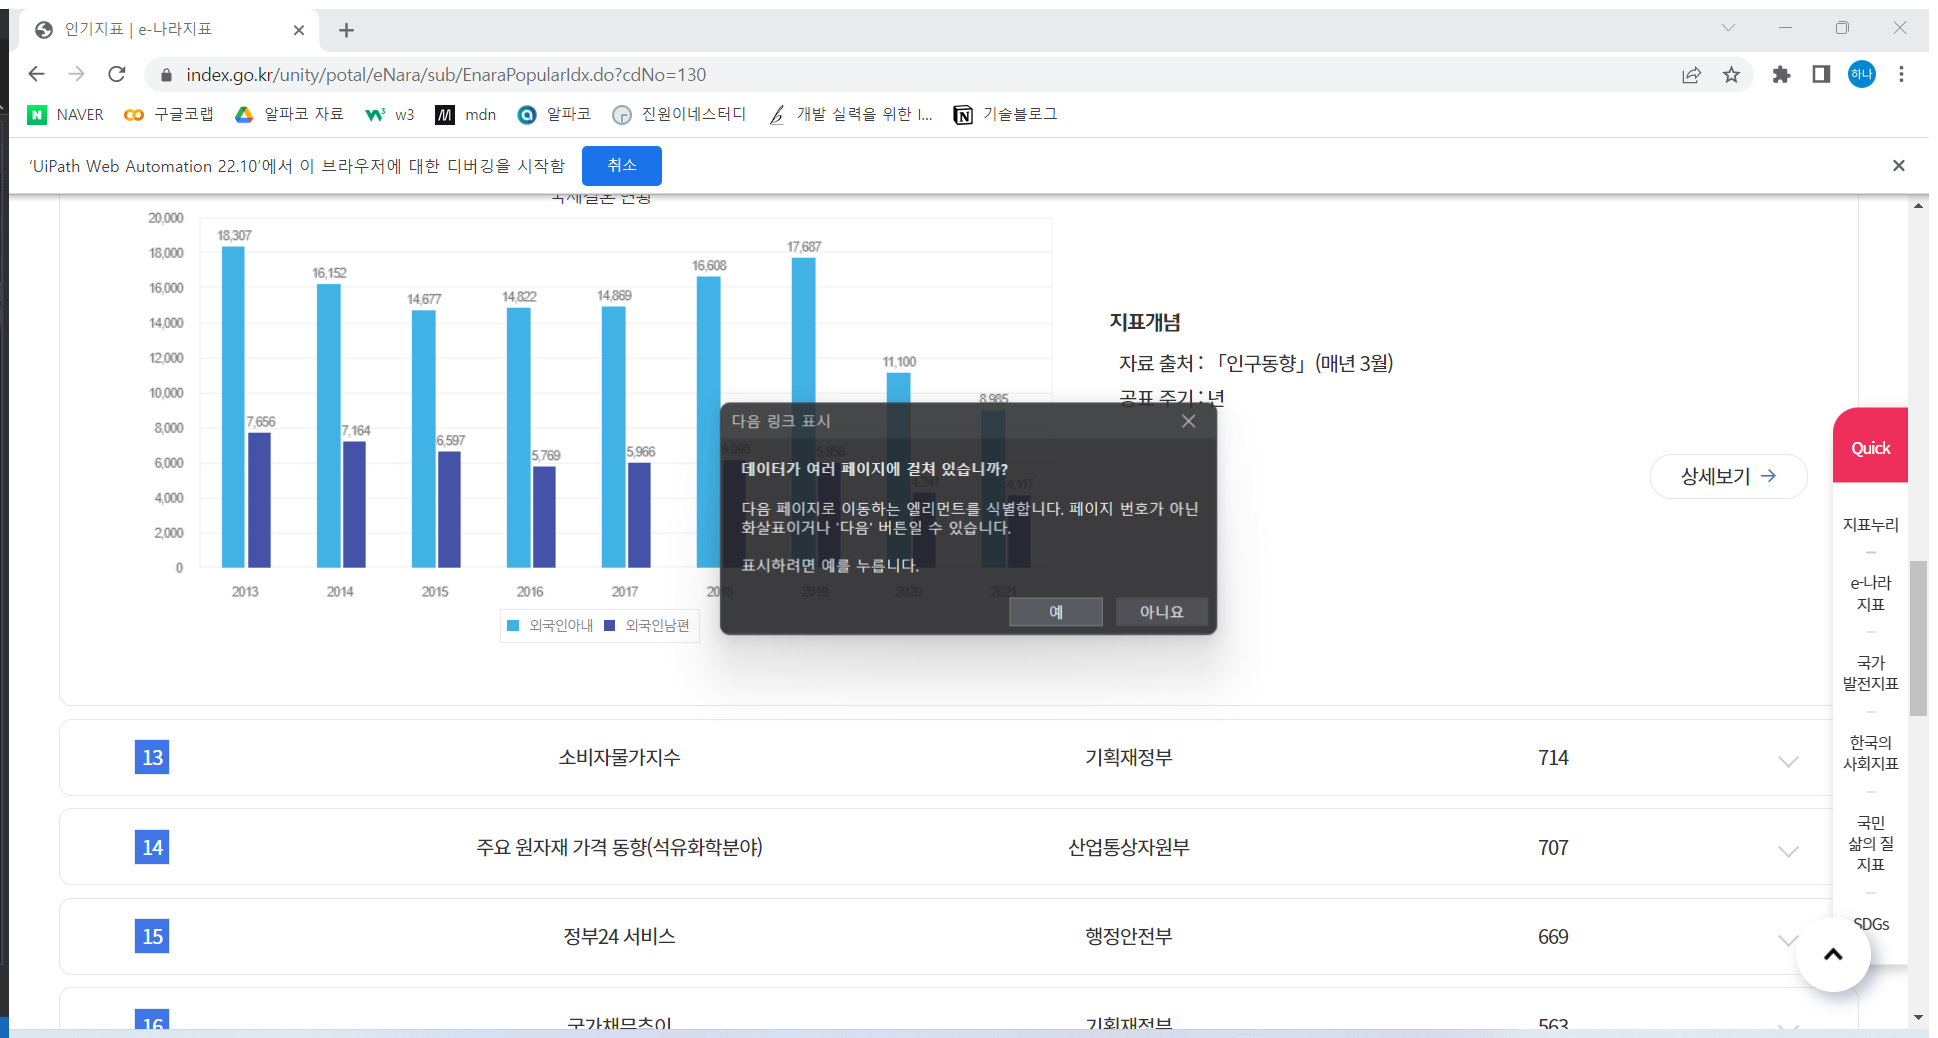 인기지표 | e-나라지표
index.go.kr/unity/potal/eNara/sub/EnaraPopularIdx.do?cdNo=130
하나
NAVER
구글코랩
알파코 자료
w3
mdn
알파코
진원이네스터디
개발 실력을 위한 I...
기술블로그
'UiPath Web Automation 22.10'에서 이 브라우저에 대한 디버깅을 시작함
취소
국제결혼 현황
20,000
18,000
16,000
14,000
12,000
10,000
8,000
6,000
4,000
2,000
0
18,307
7,656
16,152
7,164
14,677
6,597
14,822
5,769
14,869
5,966
16,608
6,090
17,687
5,956
11,100
4,241
8,985
4,117
2013
2014
2015
2016
2017
2018
2019
2020
2021
외국인아내
외국인남편
지표개념
자료 출처 : 「인구동향」(매년 3월)
공표 주기 : 년
상세보기
다음 링크 표시
데이터가 여러 페이지에 걸쳐 있습니까?
다음 페이지로 이동하는 엘리먼트를 식별합니다. 페이지 번호가 아닌
화살표이거나 '다음' 버튼일 수 있습니다.
표시하려면 예를 누릅니다.
예
아니요
13 소비자물가지수 기획재정부 714
14 주요 원자재 가격 동향(석유화학분야) 산업통상자원부 707
15 정부24 서비스 행정안전부 669
16 국가채무추이 기획재정부 563
Quick
지표누리
e-나라
지표
국가
발전지표
한국의
사회지표
국민
삶의 질
지표
SDGs